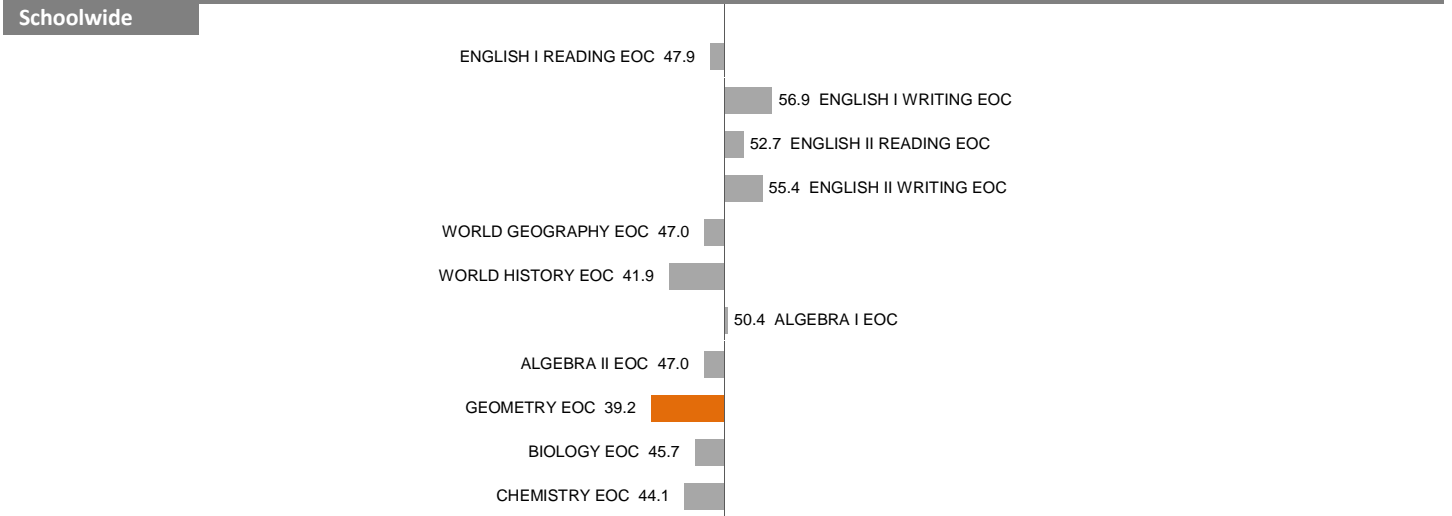 Schoolwide
ENGLISH I READING EOC 47.9
56.9 ENGLISH I WRITING EOC
52.7 ENGLISH II READING EOC
55.4 ENGLISH II WRITING EOC
WORLD GEOGRAPHY EOC 47.0
WORLD HISTORY EOC 41.9
50.4 ALGEBRA I EOC
ALGEBRA II EOC 47.0
GEOMETRY EOC 39.2
BIOLOGY EOC 45.7
CHEMISTRY EOC 44.1